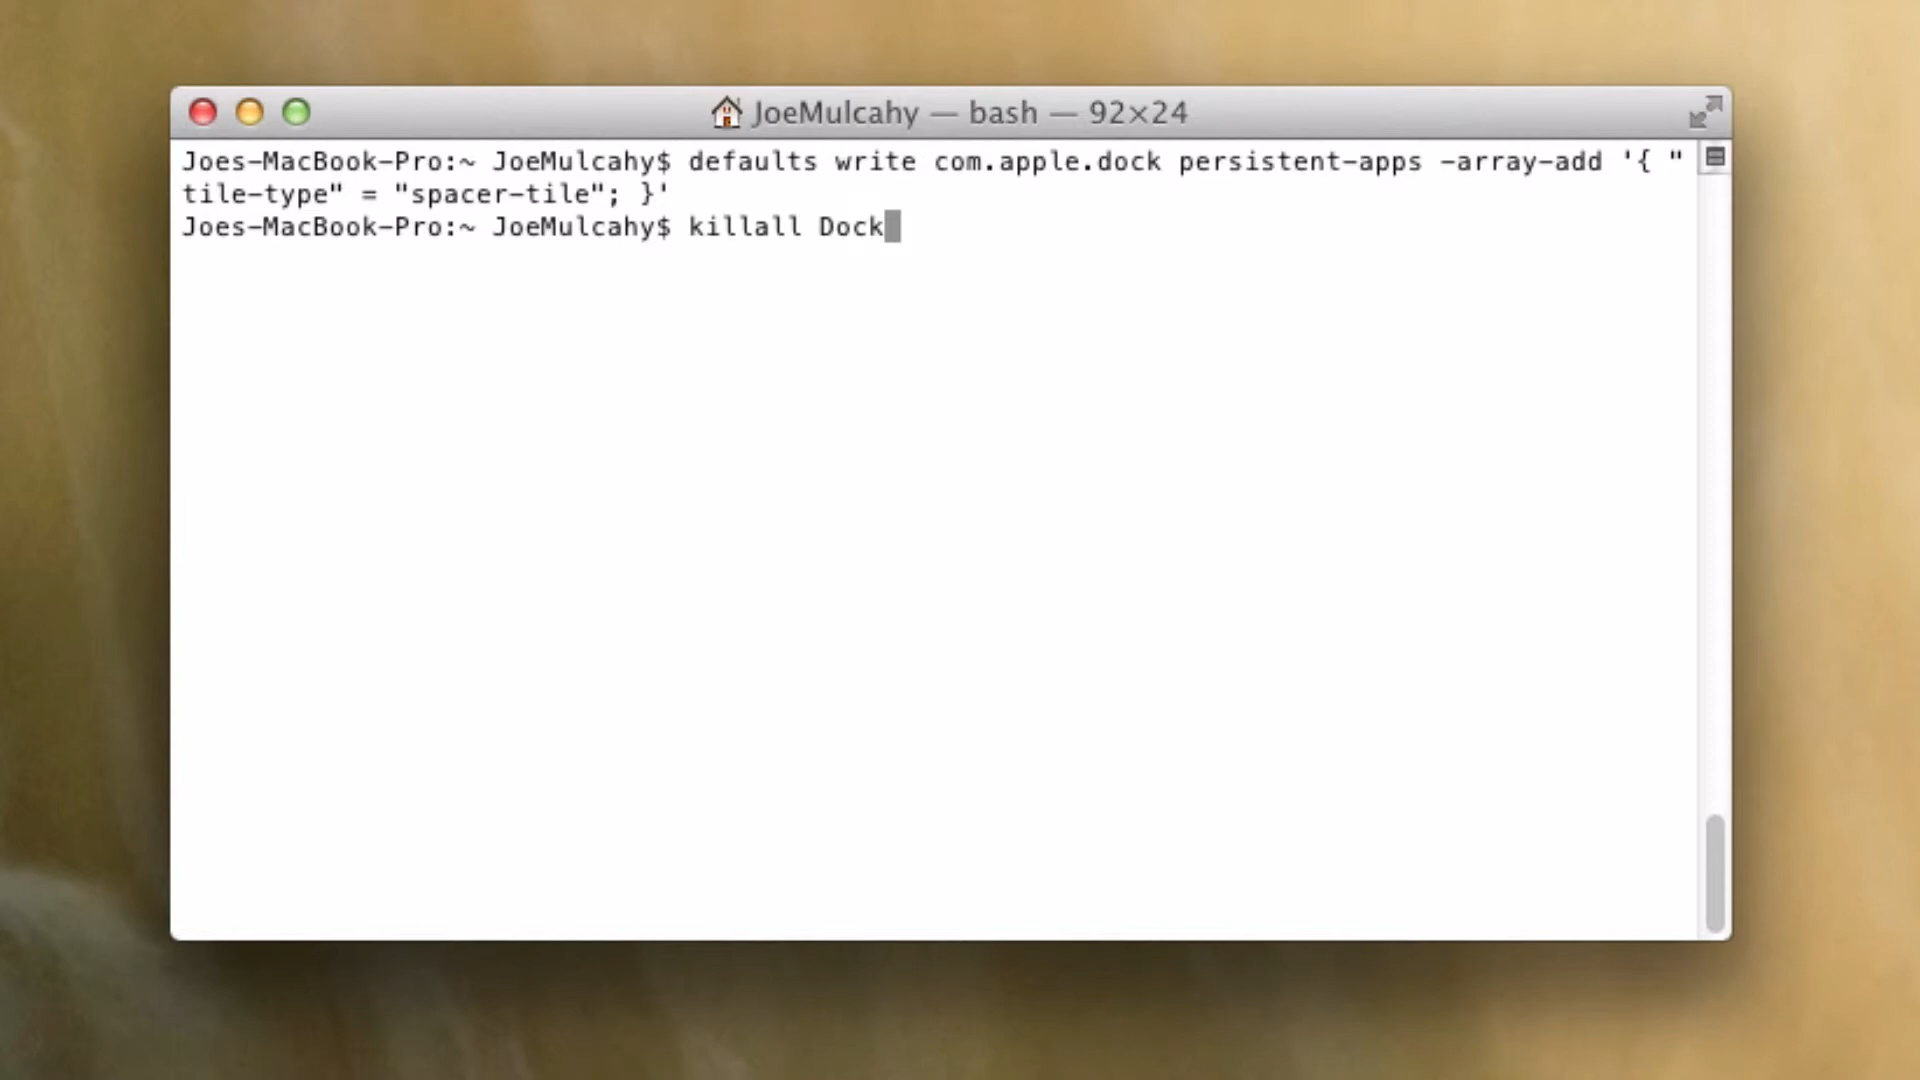 JoeMulcahy — bash — 92×24
Joes-MacBook-Pro:~ JoeMulcahy$ defaults write com.apple.dock persistent-apps -array-add '{ "
tile-type" = "spacer-tile"; }'
Joes-MacBook-Pro:~ JoeMulcahy$ killall Dock